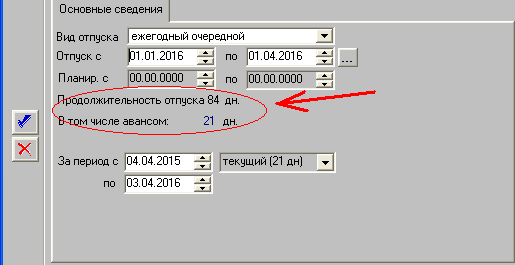 Основные сведения
Вид отпуска ежегодный очередной
Отпуск с 01.01.2016 по 01.04.2016 ...
Планир. с 00.00.0000 по 00.00.0000
Продолжительность отпуска 84 дн.
В том числе авансом: 21 дн.
За период с 04.04.2015 текущий (21 дн)
по 03.04.2016